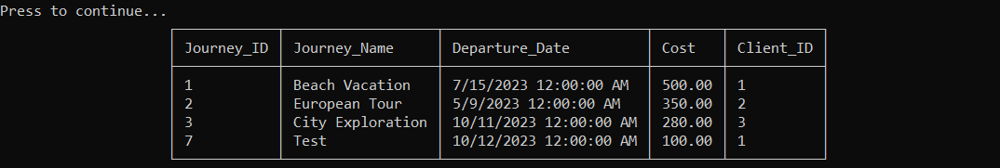 Press to continue...
Journey_ID Journey_Name Departure_Date Cost Client_ID
1 Beach Vacation 7/15/2023 12:00:00 AM 500.00 1
2 European Tour 5/9/2023 12:00:00 AM 350.00 2
3 City Exploration 10/11/2023 12:00:00 AM 280.00 3
7 Test 10/12/2023 12:00:00 AM 100.00 1